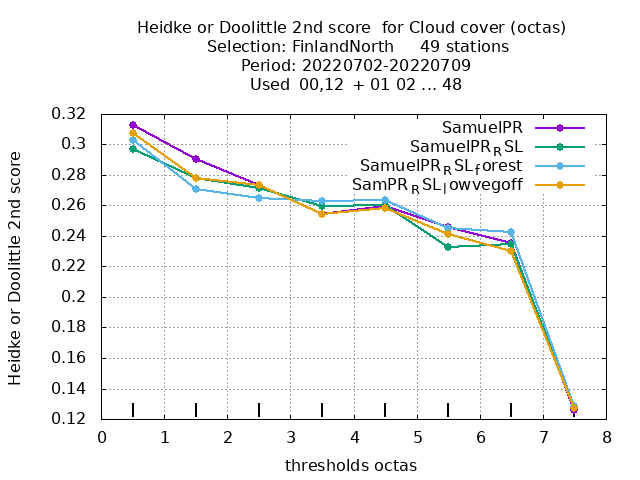 Heidke or Doolittle 2nd score  for Cloud cover (octas)
Selection: FinlandNorth     49 stations
Period: 20220702-20220709
Used  00,12  + 01 02 ... 48
SamuelPR
SamuelPR_RSL
SamuelPR_RSL_forest
SamPR_RSL_lowvegoff
Heidke or Doolittle 2nd score
0.32
0.3
0.28
0.26
0.24
0.22
0.2
0.18
0.16
0.14
0.12
0 1 2 3 4 5 6 7 8
thresholds octas